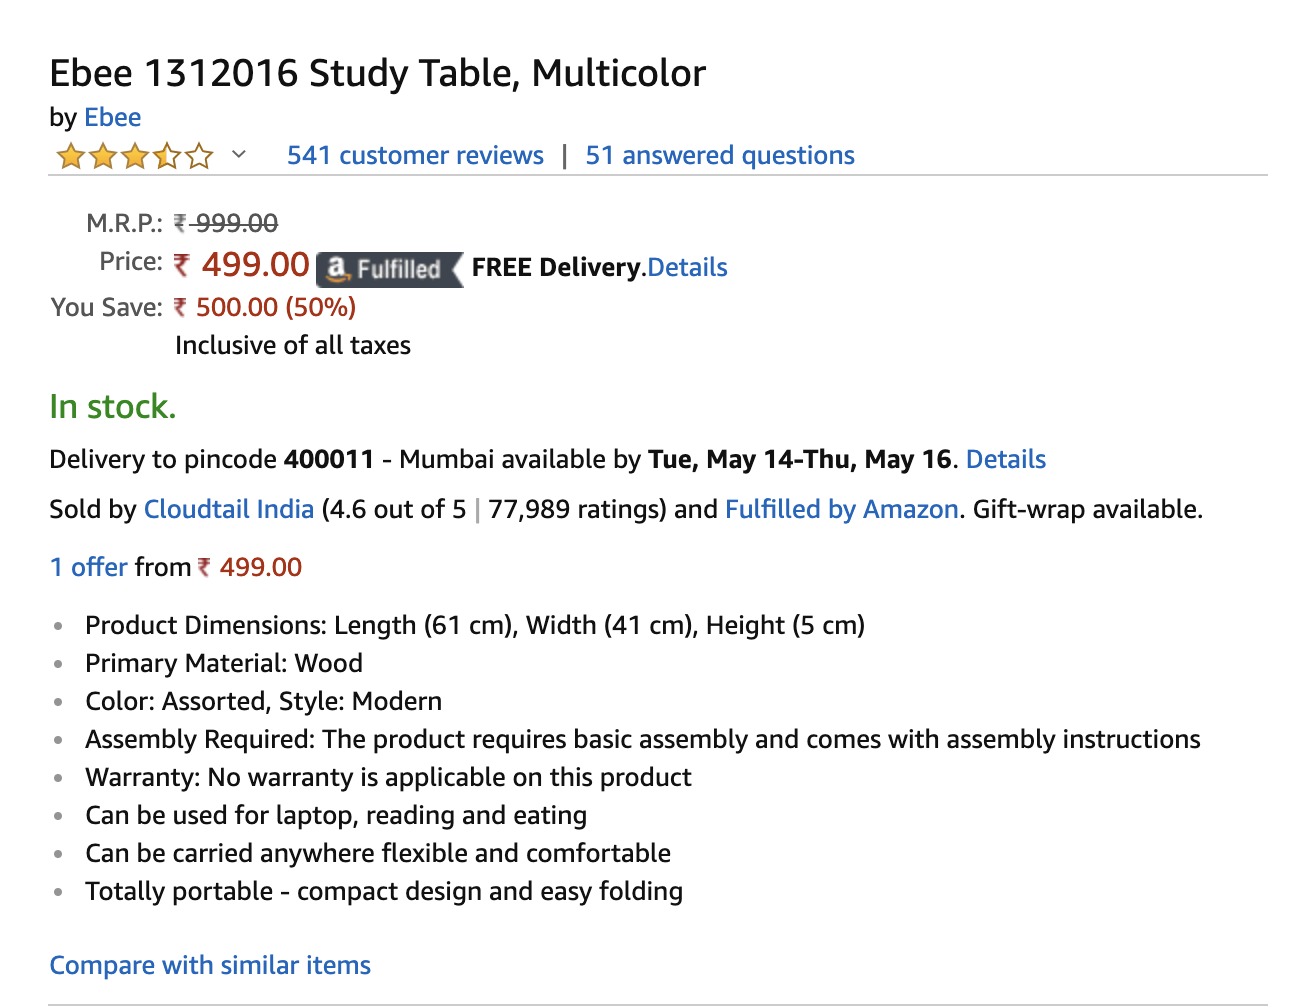 Ebee 1312016 Study Table, Multicolor
by Ebee
541 customer reviews | 51 answered questions
M.R.P.: ₹ 999.00
Price: ₹ 499.00 a Fulfilled FREE Delivery.Details
You Save: ₹ 500.00 (50%)
Inclusive of all taxes
In stock.
Delivery to pincode 400011 - Mumbai available by Tue, May 14-Thu, May 16. Details
Sold by Cloudtail India (4.6 out of 5 | 77,989 ratings) and Fulfilled by Amazon. Gift-wrap available.
1 offer from ₹ 499.00
• Product Dimensions: Length (61 cm), Width (41 cm), Height (5 cm)
• Primary Material: Wood
• Color: Assorted, Style: Modern
• Assembly Required: The product requires basic assembly and comes with assembly instructions
• Warranty: No warranty is applicable on this product
• Can be used for laptop, reading and eating
• Can be carried anywhere flexible and comfortable
• Totally portable - compact design and easy folding
Compare with similar items